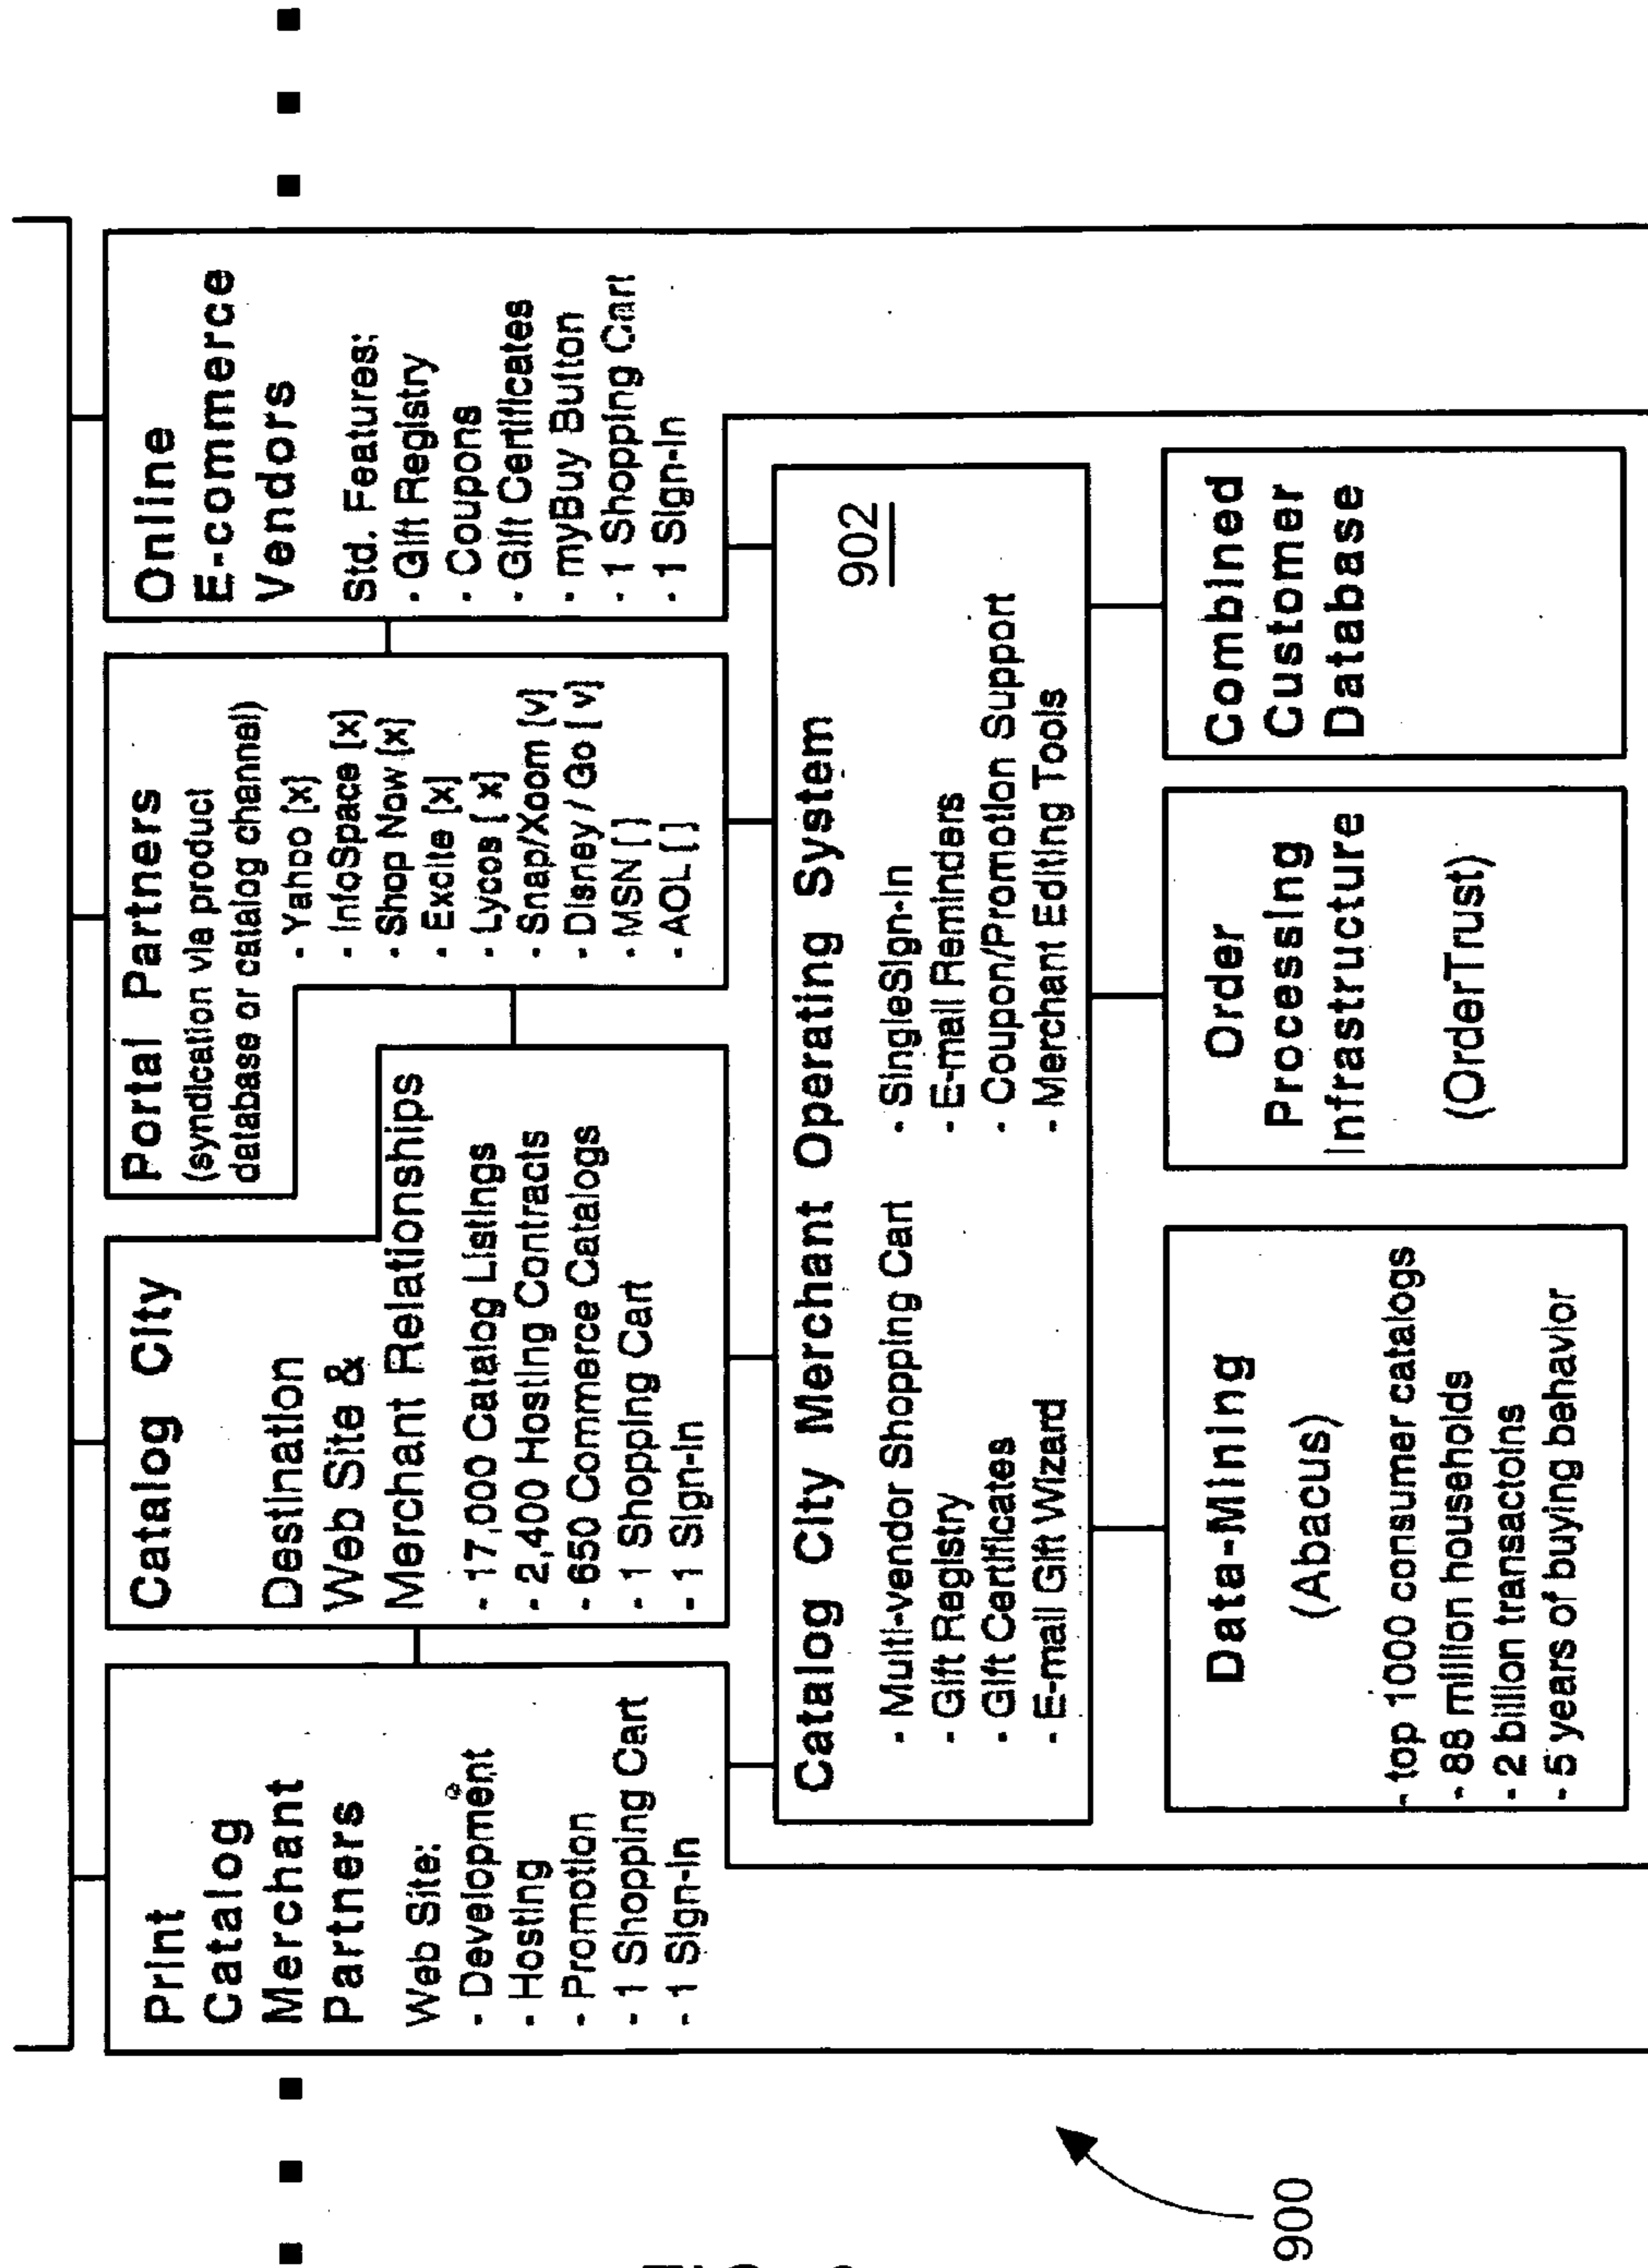 Print
Catalog
Merchant
Partners
Web Site:
- Development
- Hosting
- Promotion
- 1 Shopping Cart
- 1 Sign-In
Catalog City
Destination
Web Site &
Merchant Relationships
- 17,000 Catalog Listings
- 2,400 Hosting Contracts
- 650 Commerce Catalogs
- 1 Shopping Cart
- 1 Sign-In
Portal Partners
(syndication via product
database or catalog channel)
- Yahoo [x]
- InfoSpace [x]
- Shop Now [x]
- Excite [x]
- Lycos [ x]
- Snap/Xoom [v]
- Disney / Go [ v]
- MSN [ ]
- AOL [ ]
Online
E-commerce
Vendors
Std. Features:
- Gift Registry
- Coupons
- Gift Certificates
- myBuy Button
- 1 Shopping Cart
- 1 Sign-In
Catalog City Merchant Operating System
902
- Multi-vendor Shopping Cart
- Gift Registry
- Gift Certificates
- E-mail Gift Wizard
- SingleSign-In
- E-mail Reminders
- Coupon/Promotion Support
- Merchant Editing Tools
Data-Mining
(Abacus)
- top 1000 consumer catalogs
- 88 million households
- 2 billion transactoins
- 5 years of buying behavior
Order
Processing
Infrastructure
(OrderTrust)
Combined
Customer
Database
900